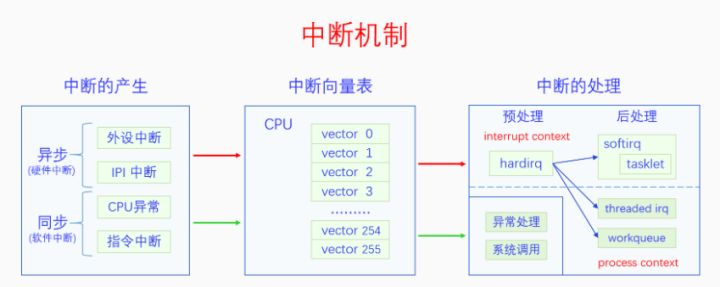 中断机制
中断的产生
异步
(硬件中断)
外设中断
IPI 中断
同步
(软件中断)
CPU异常
指令中断
中断向量表
CPU
vector 0
vector 1
vector 2
vector 3
.........
vector 254
vector 255
中断的处理
预处理
后处理
interrupt context
hardirq
softirq
tasklet
异常处理
系统调用
threaded irq
workqueue
process context